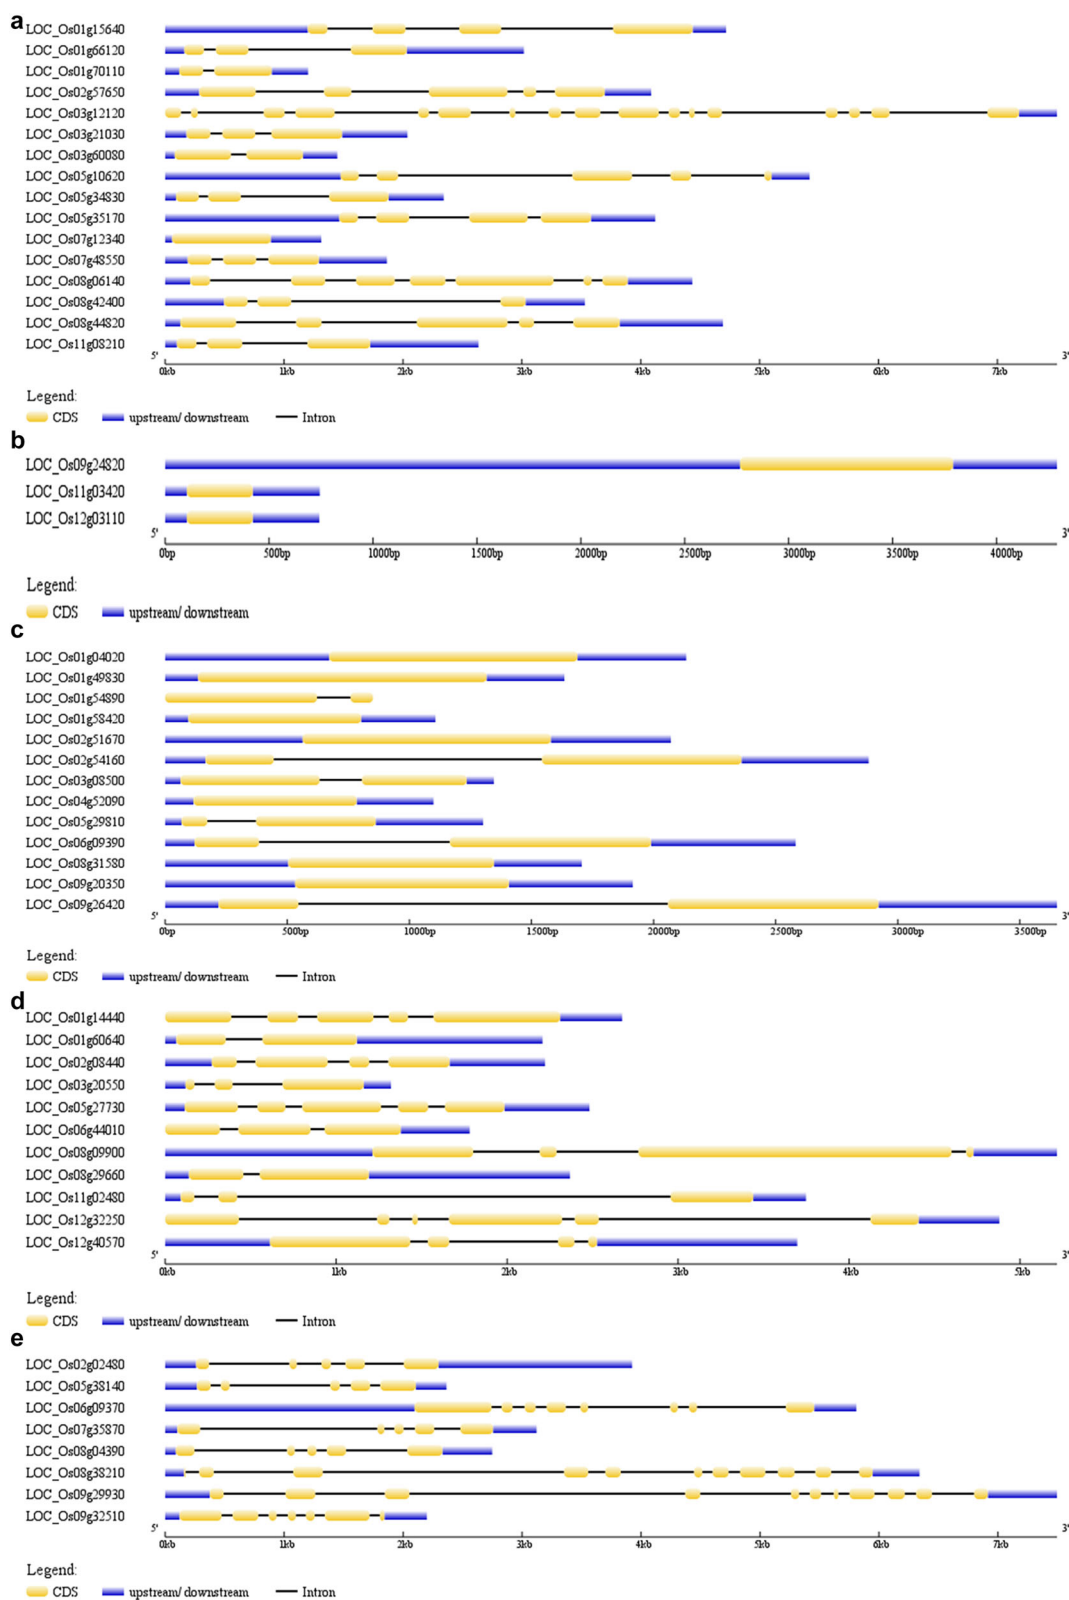 a
LOC_Os01g15640
LOC_Os01g66120
LOC_Os01g70110
LOC_Os02g57650
LOC_Os03g12120
LOC_Os03g21030
LOC_Os03g60080
LOC_Os05g10620
LOC_Os05g34830
LOC_Os05g35170
LOC_Os07g12340
LOC_Os07g48550
LOC_Os08g06140
LOC_Os08g42400
LOC_Os08g44820
LOC_Os11g08210
5' 3'
0kb 1kb 2kb 3kb 4kb 5kb 6kb 7kb
Legend:
CDS upstream/ downstream Intron
b
LOC_Os09g24820
LOC_Os11g03420
LOC_Os12g03110
5' 3'
0bp 500bp 1000bp 1500bp 2000bp 2500bp 3000bp 3500bp 4000bp
Legend:
CDS upstream/ downstream
c
LOC_Os01g04020
LOC_Os01g49830
LOC_Os01g54890
LOC_Os01g58420
LOC_Os02g51670
LOC_Os02g54160
LOC_Os03g08500
LOC_Os04g52090
LOC_Os05g29810
LOC_Os06g09390
LOC_Os08g31580
LOC_Os09g20350
LOC_Os09g26420
5' 3'
0bp 500bp 1000bp 1500bp 2000bp 2500bp 3000bp 3500bp
Legend:
CDS upstream/ downstream Intron
d
LOC_Os01g14440
LOC_Os01g60640
LOC_Os02g08440
LOC_Os03g20550
LOC_Os05g27730
LOC_Os06g44010
LOC_Os08g09900
LOC_Os08g29660
LOC_Os11g02480
LOC_Os12g32250
LOC_Os12g40570
5' 3'
0kb 1kb 2kb 3kb 4kb 5kb
Legend:
CDS upstream/ downstream Intron
e
LOC_Os02g02480
LOC_Os05g38140
LOC_Os06g09370
LOC_Os07g35870
LOC_Os08g04390
LOC_Os08g38210
LOC_Os09g29930
LOC_Os09g32510
5' 3'
0kb 1kb 2kb 3kb 4kb 5kb 6kb 7kb
Legend:
CDS upstream/ downstream Intron